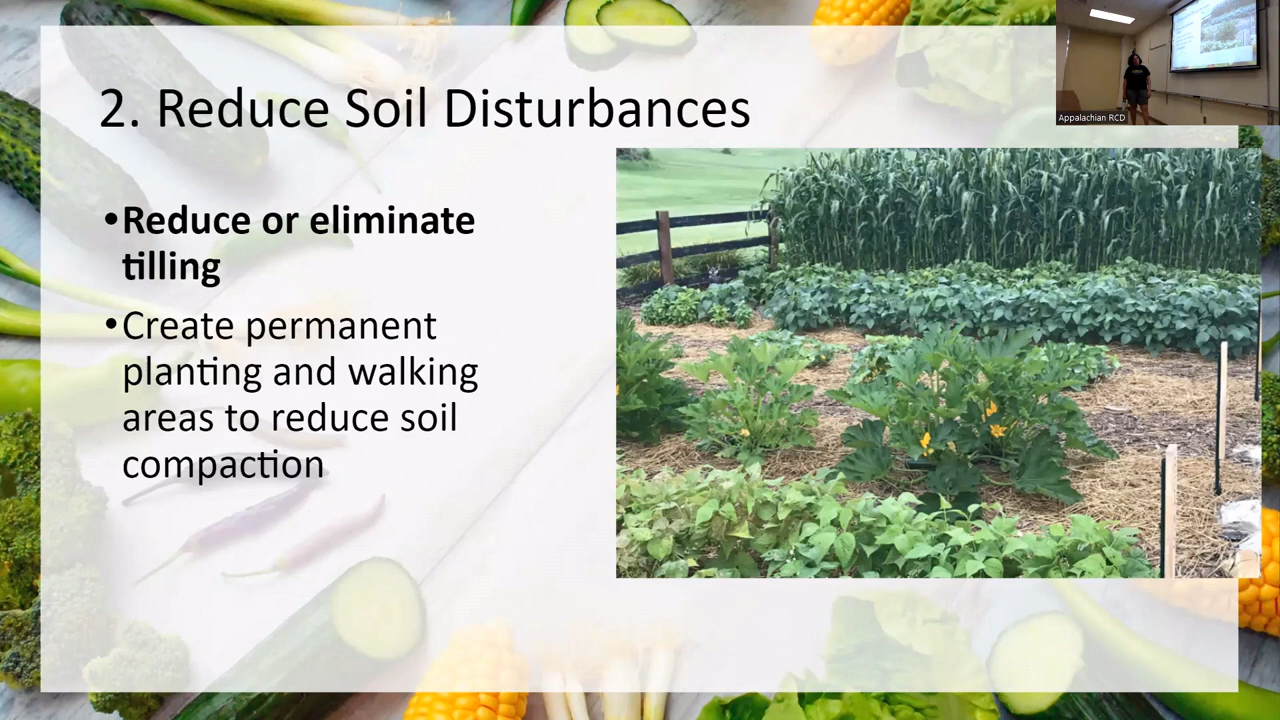 2. Reduce Soil Disturbances
•Reduce or eliminate
tilling
•Create permanent
planting and walking
areas to reduce soil
compaction
Appalachian RCD